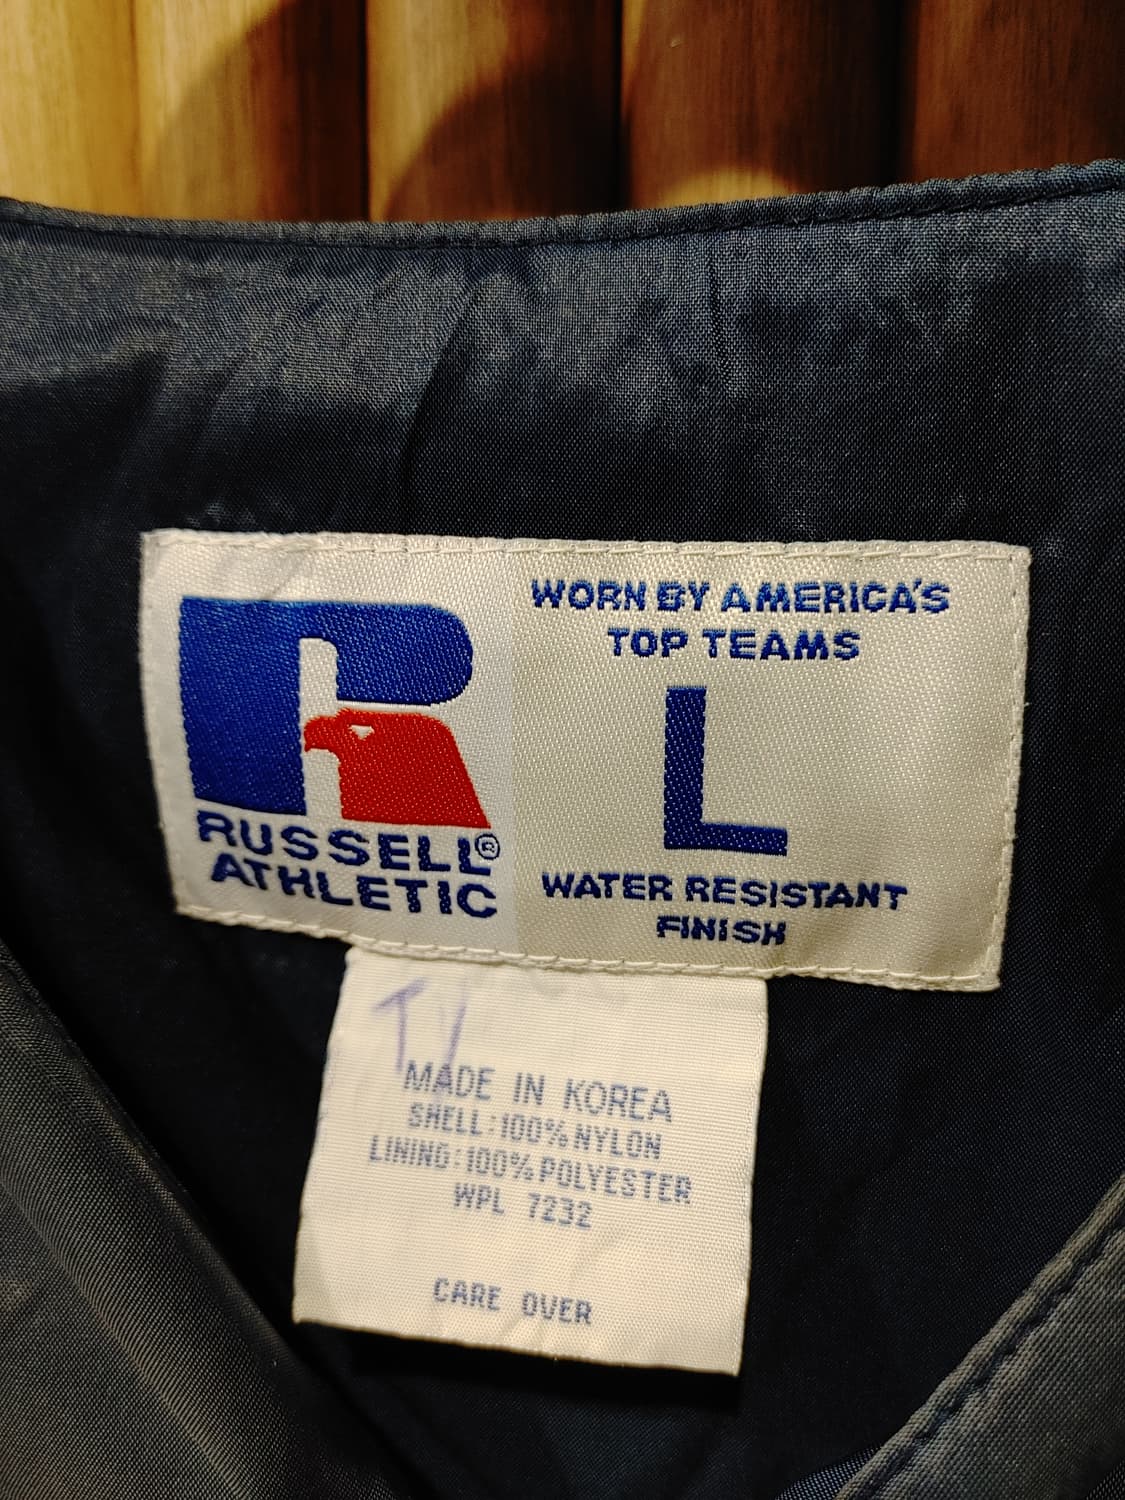 RUSSELL®
ATHLETIC
WORN BY AMERICA'S
TOP TEAMS
L
WATER RESISTANT
FINISH
MADE IN KOREA
SHELL:100% NYLON
LINING:100% POLYESTER
WPL 7232
CARE OVER